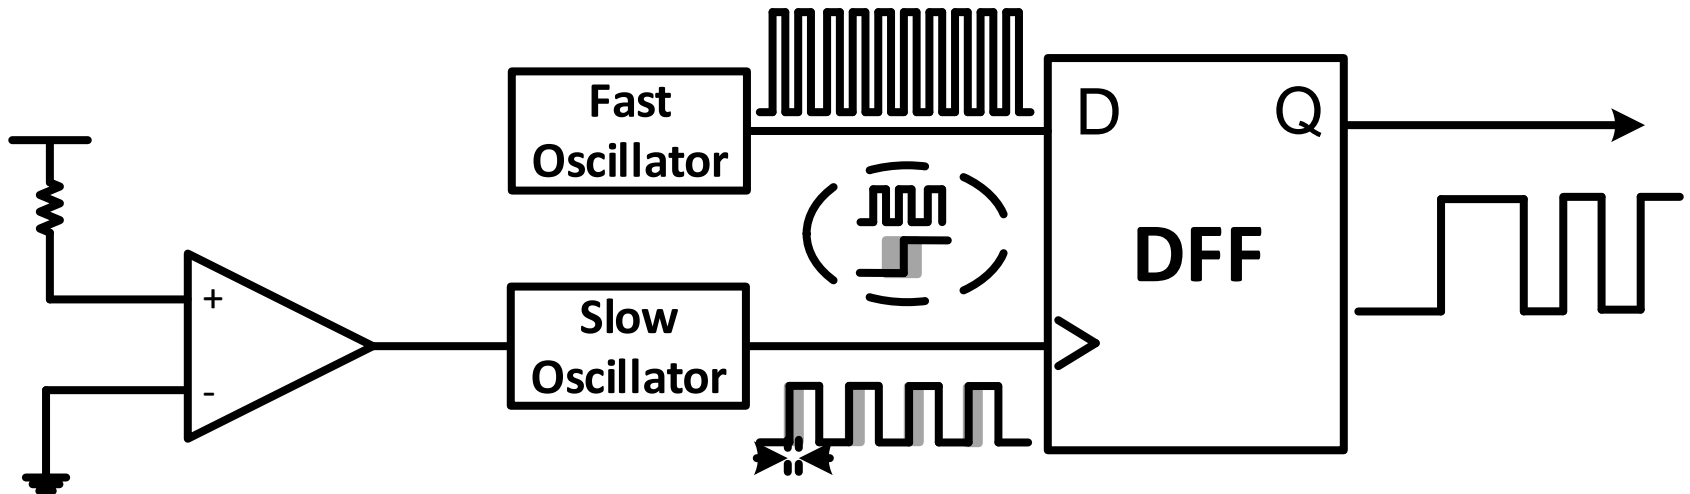 Fast
Oscillator
D
Q
+
-
Slow
Oscillator
DFF